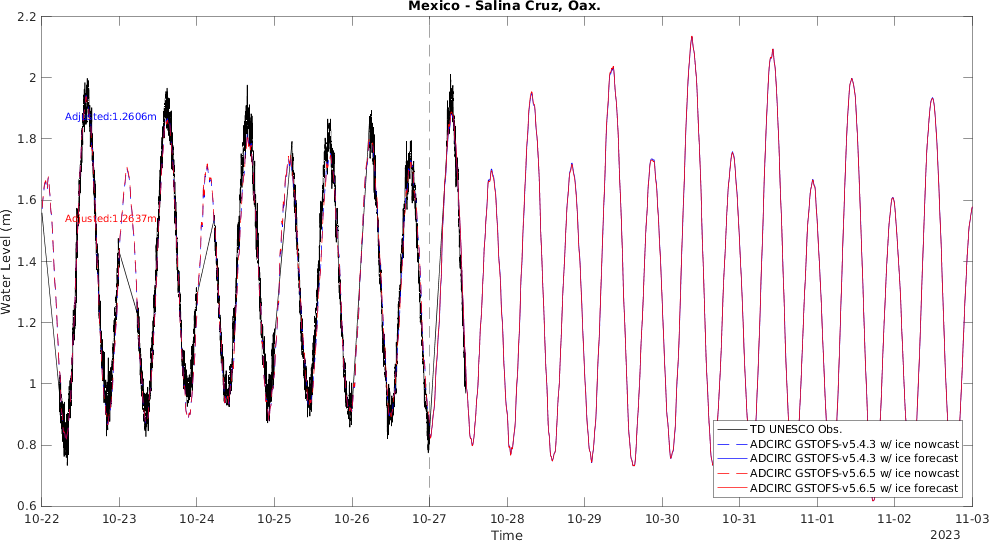 Mexico - Salina Cruz, Oax.
2.2
2
1.8
1.6
1.4
1.2
1
0.8
0.6
Water Level (m)
Adjusted:1.2606m
Adjusted:1.2637m
TD UNESCO Obs.
ADCIRC GSTOFS-v5.4.3 w/ ice nowcast
ADCIRC GSTOFS-v5.4.3 w/ ice forecast
ADCIRC GSTOFS-v5.6.5 w/ ice nowcast
ADCIRC GSTOFS-v5.6.5 w/ ice forecast
10-22 10-23 10-24 10-25 10-26 10-27 10-28 10-29 10-30 10-31 11-01 11-02 11-03
Time
2023